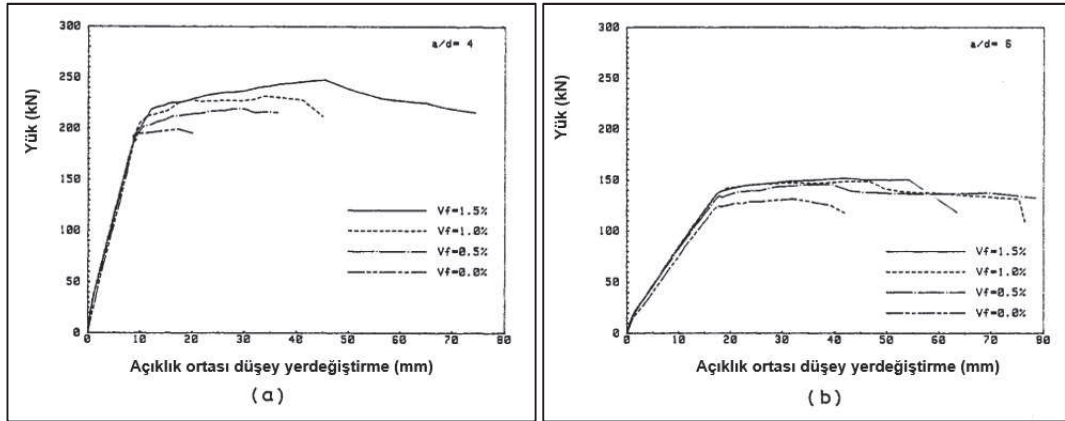 300
250
200
150
100
50
0
Yük (kN)
a/d= 4
Vf=1.5%
Vf=1.0%
Vf=0.5%
Vf=0.0%
0 10 20 30 40 50 60 70 80
Açıklık ortası düşey yerdeğiştirme (mm)
(a)
300
250
200
150
100
50
0
Yük (kN)
a/d= 6
Vf=1.5%
Vf=1.0%
Vf=0.5%
Vf=0.0%
0 10 20 30 40 50 60 70 80
Açıklık ortası düşey yerdeğiştirme (mm)
(b)